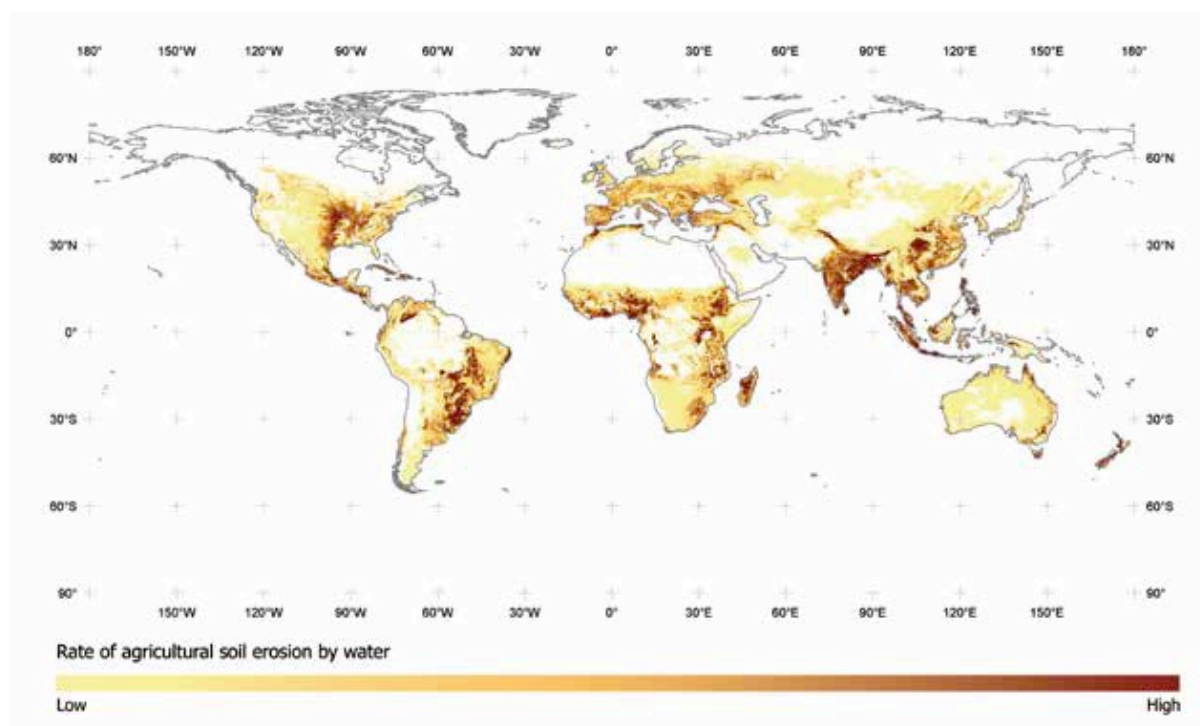 180° 150°W 120°W 90°W 60°W 30°W 0° 30°E 60°E 90°E 120°E 150°E 180°
60°N 60°N
30°N 30°N
0° 0°
30°S 30°S
60°S 60°S
90° 90°
150°W 120°W 90°W 60°W 30°W 0° 30°E 60°E 90°E 120°E 150°E
Rate of agricultural soil erosion by water
Low High